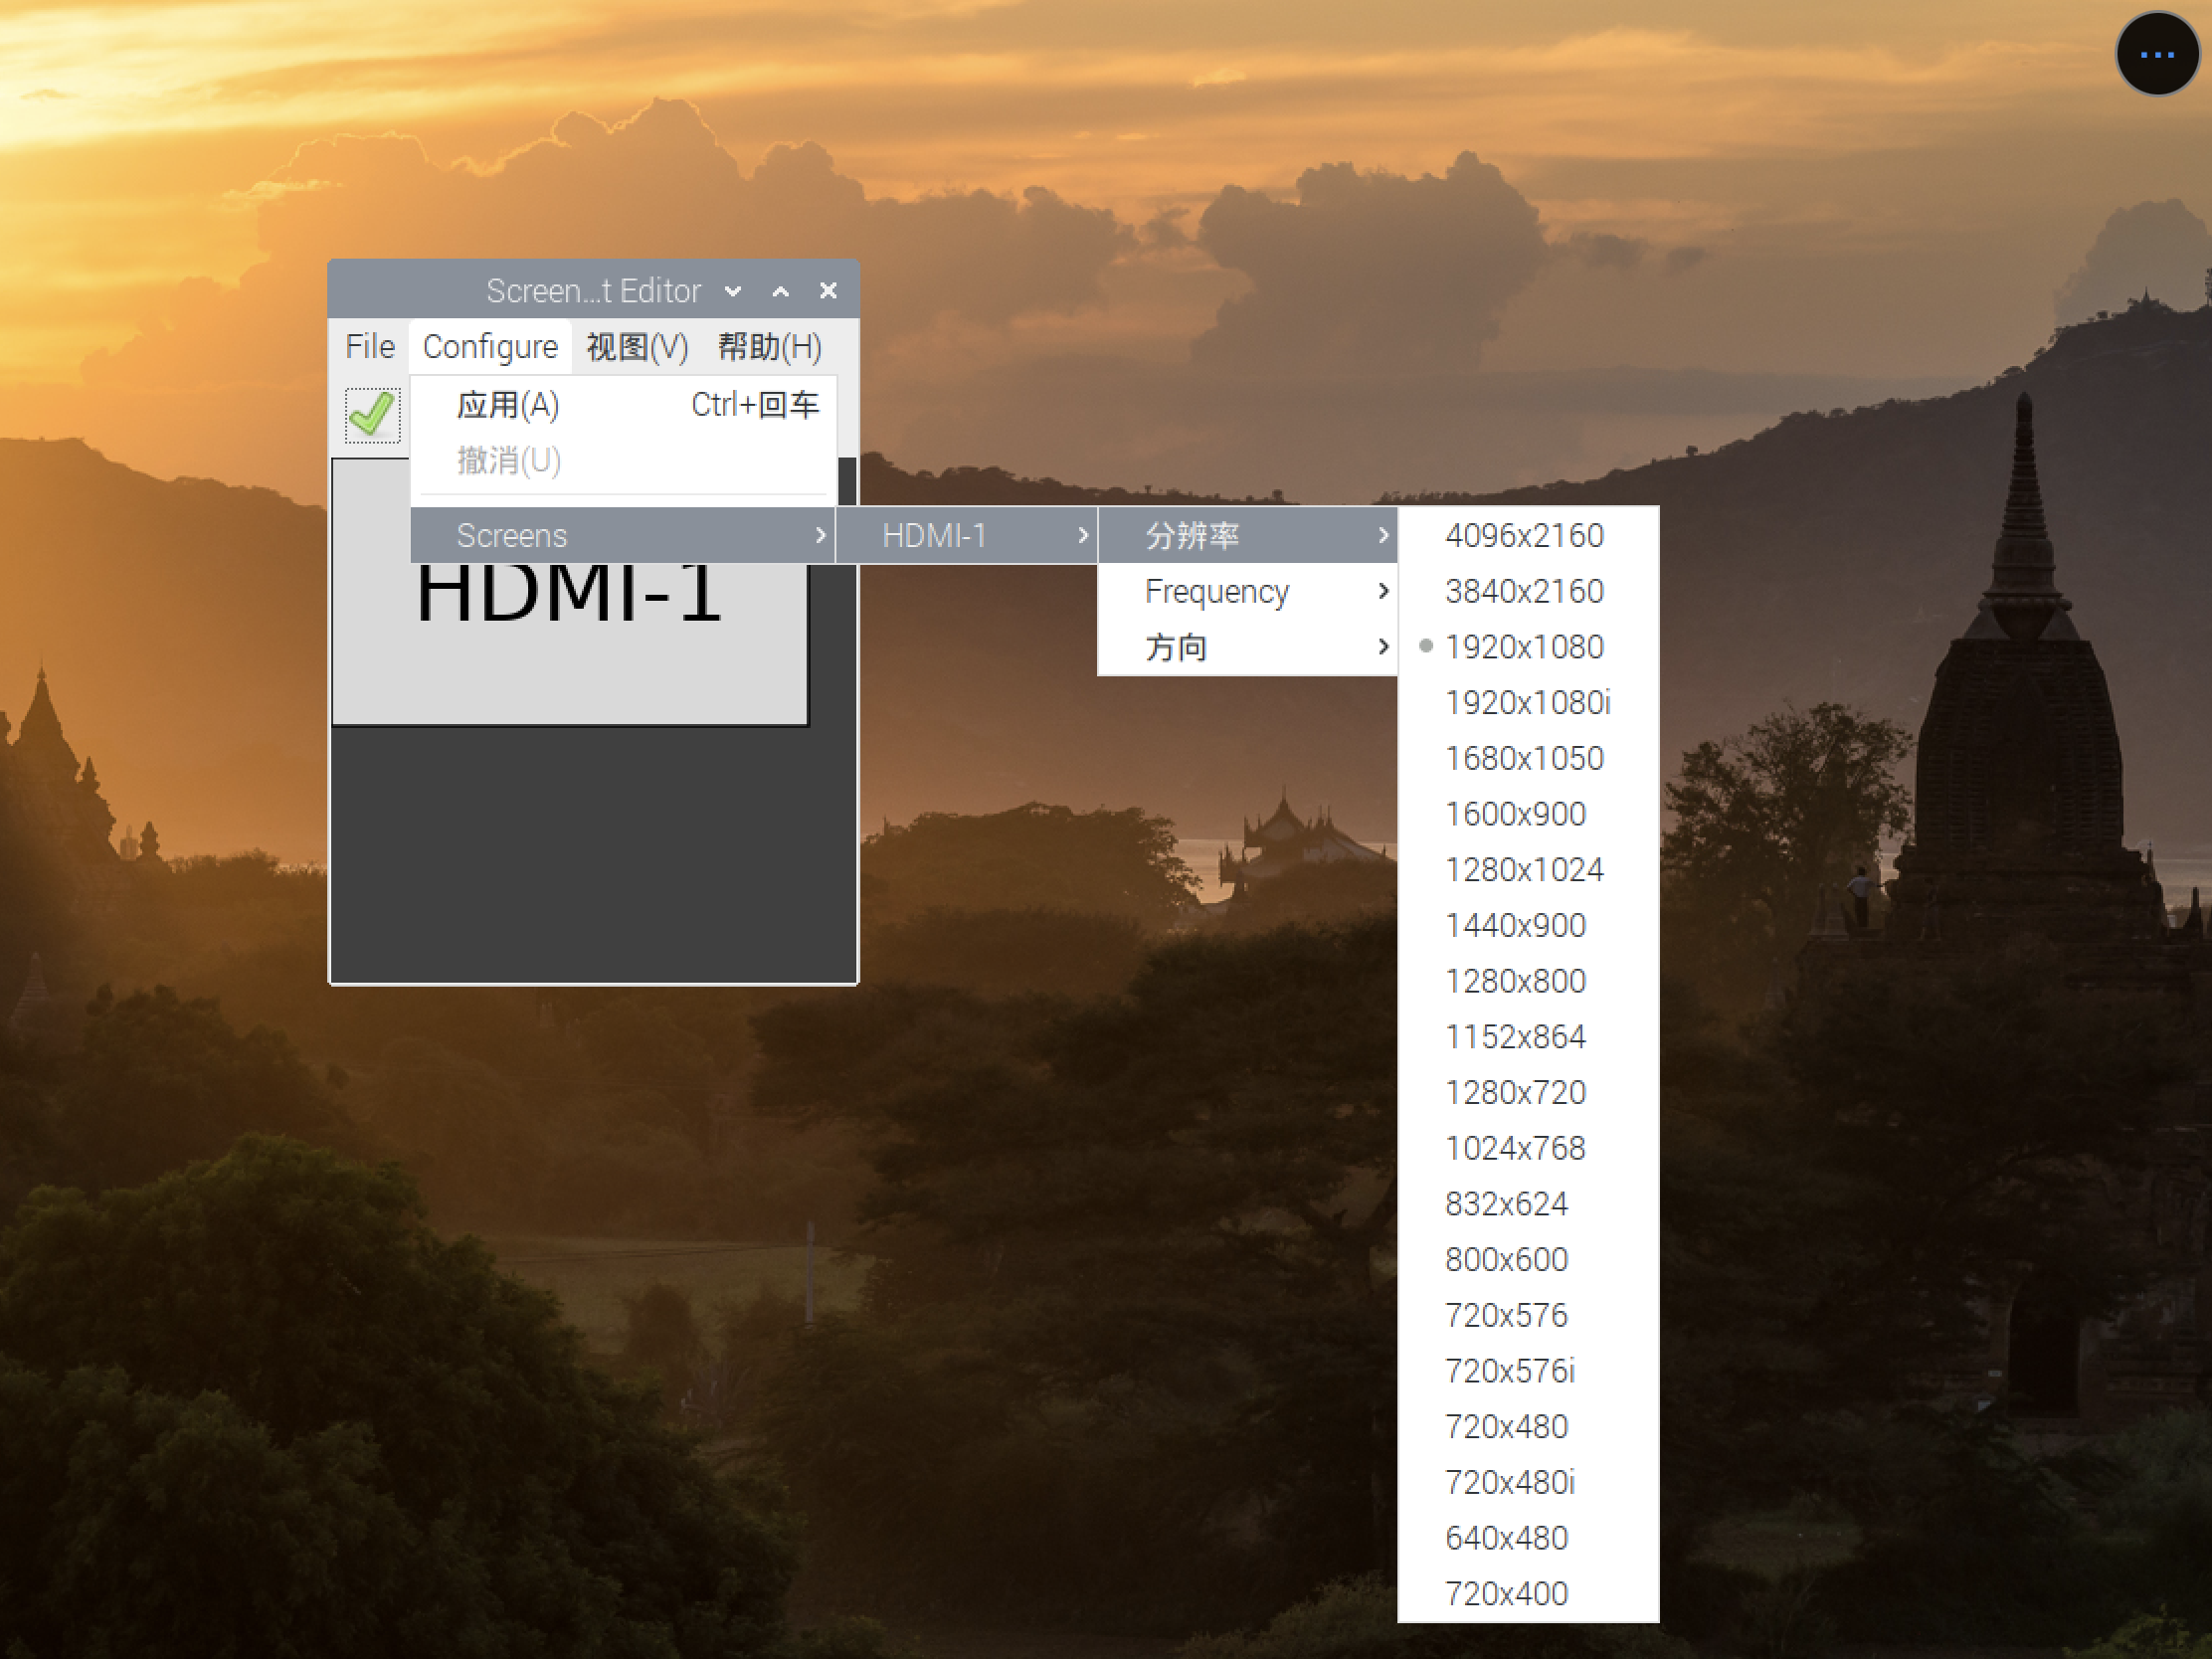 Screen...t Editor
File Configure 视图(V) 帮助(H)
应用(A) Ctrl+回车
撤消(U)
Screens
HDMI-1
HDMI-1
分辨率
Frequency
方向
4096x2160
3840x2160
1920x1080
1920x1080i
1680x1050
1600x900
1280x1024
1440x900
1280x800
1152x864
1280x720
1024x768
832x624
800x600
720x576
720x576i
720x480
720x480i
640x480
720x400